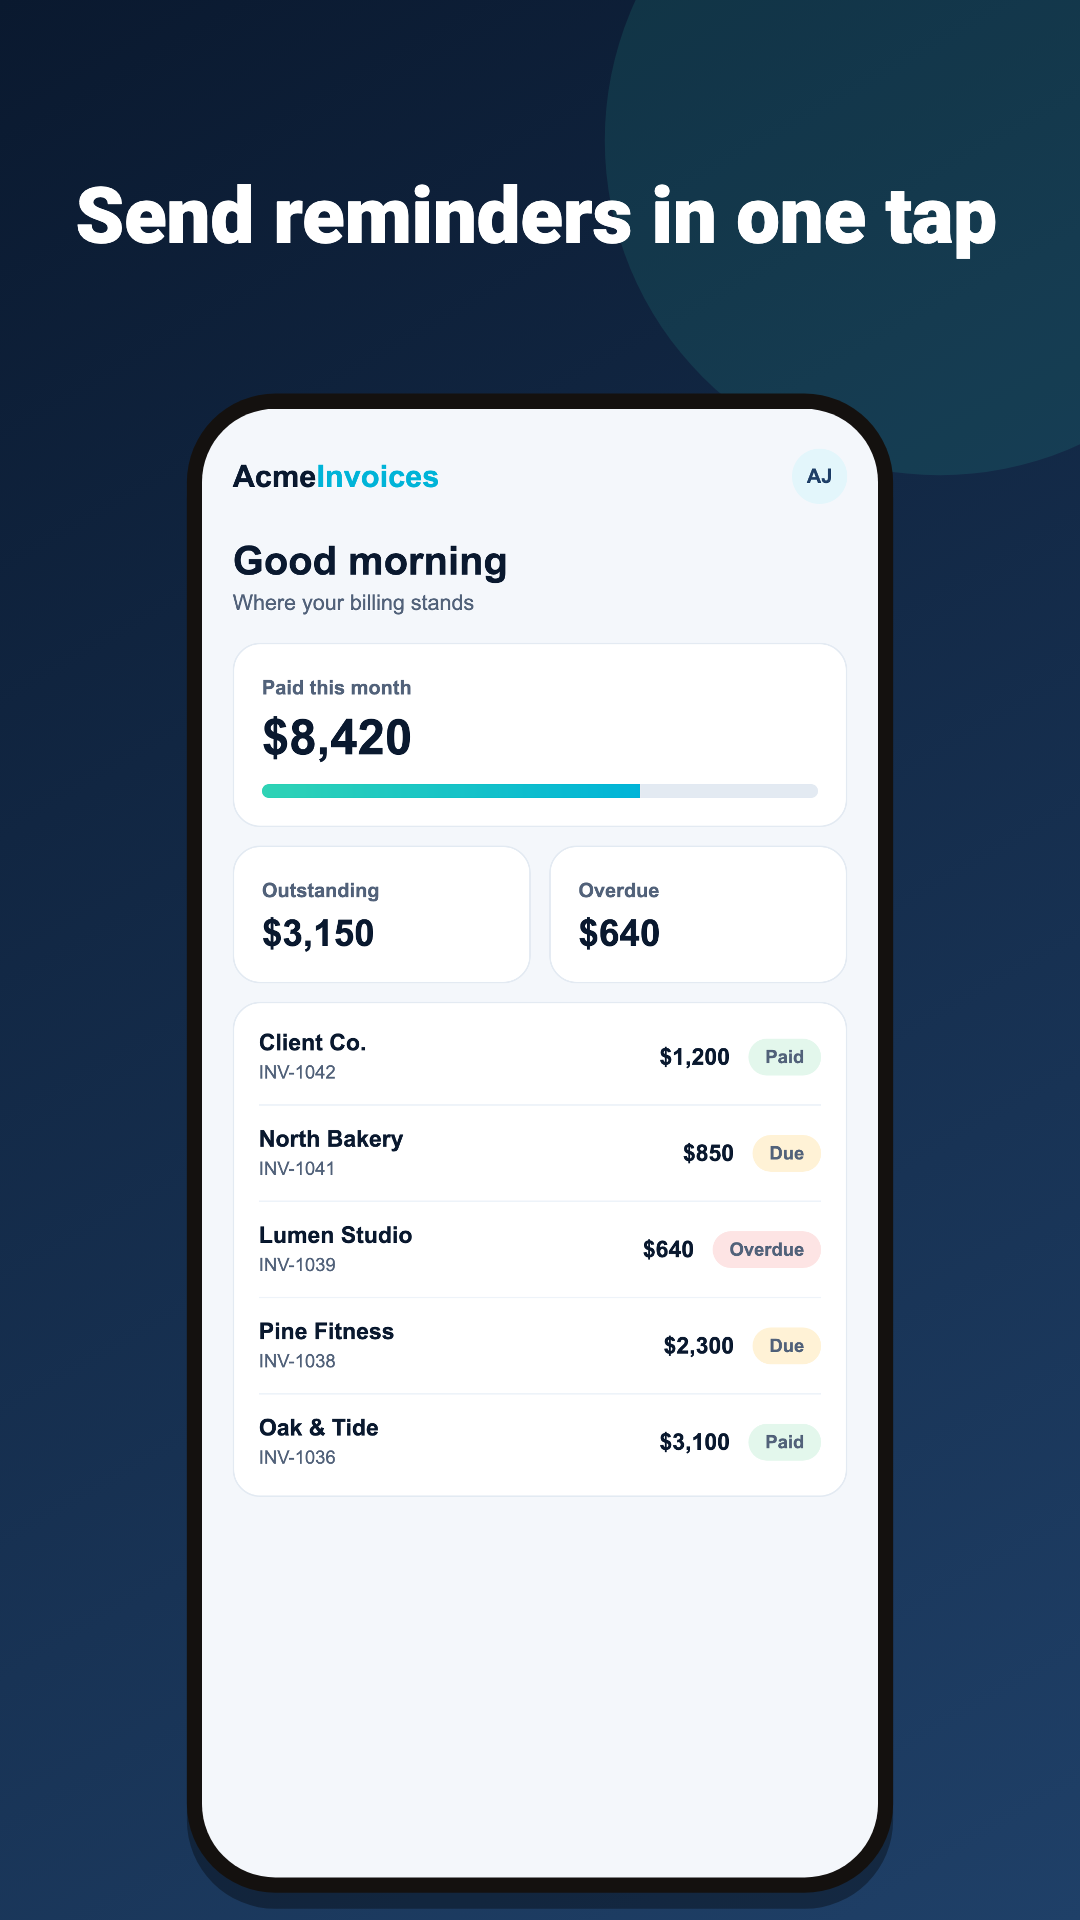 Send reminders in one tap
AcmeInvoices
AJ
Good morning
Where your billing stands
Paid this month
$8,420
Outstanding
$3,150
Overdue
$640
Client Co.
INV-1042
$1,200
Paid
North Bakery
INV-1041
$850
Due
Lumen Studio
INV-1039
$640
Overdue
Pine Fitness
INV-1038
$2,300
Due
Oak & Tide
INV-1036
$3,100
Paid